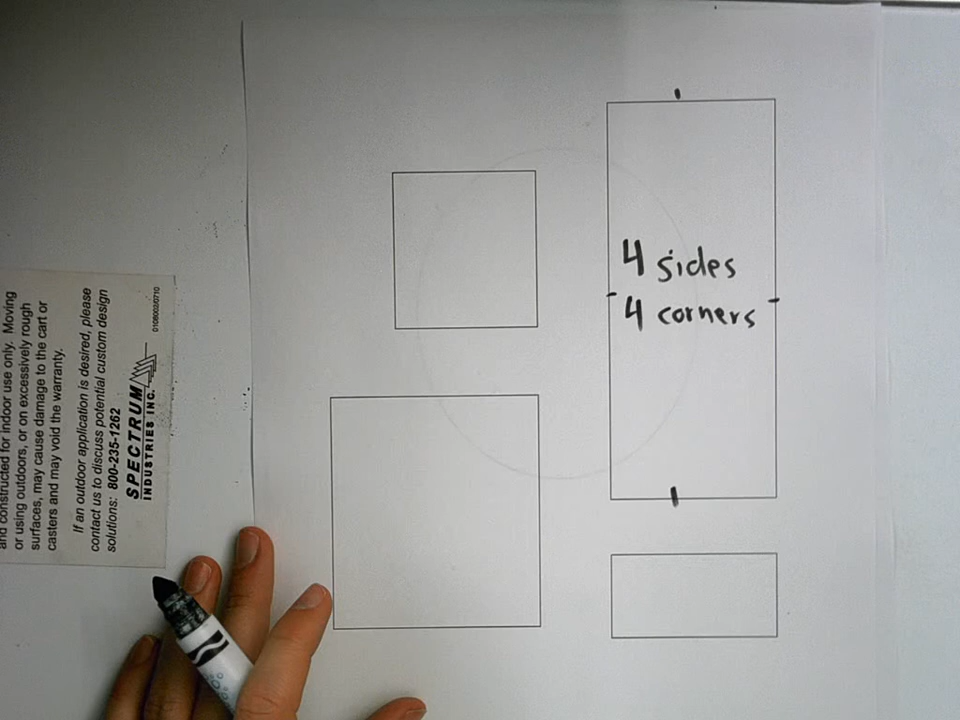 4 sides
4 corners
and constructed for indoor use only. Moving
or using outdoors, or on excessively rough
surfaces, may cause damage to the cart or
casters and may void the warranty.
If an outdoor application is desired, please
contact us to discuss potential custom design
solutions: 800-235-1262
SPECTRUM
INDUSTRIES INC.